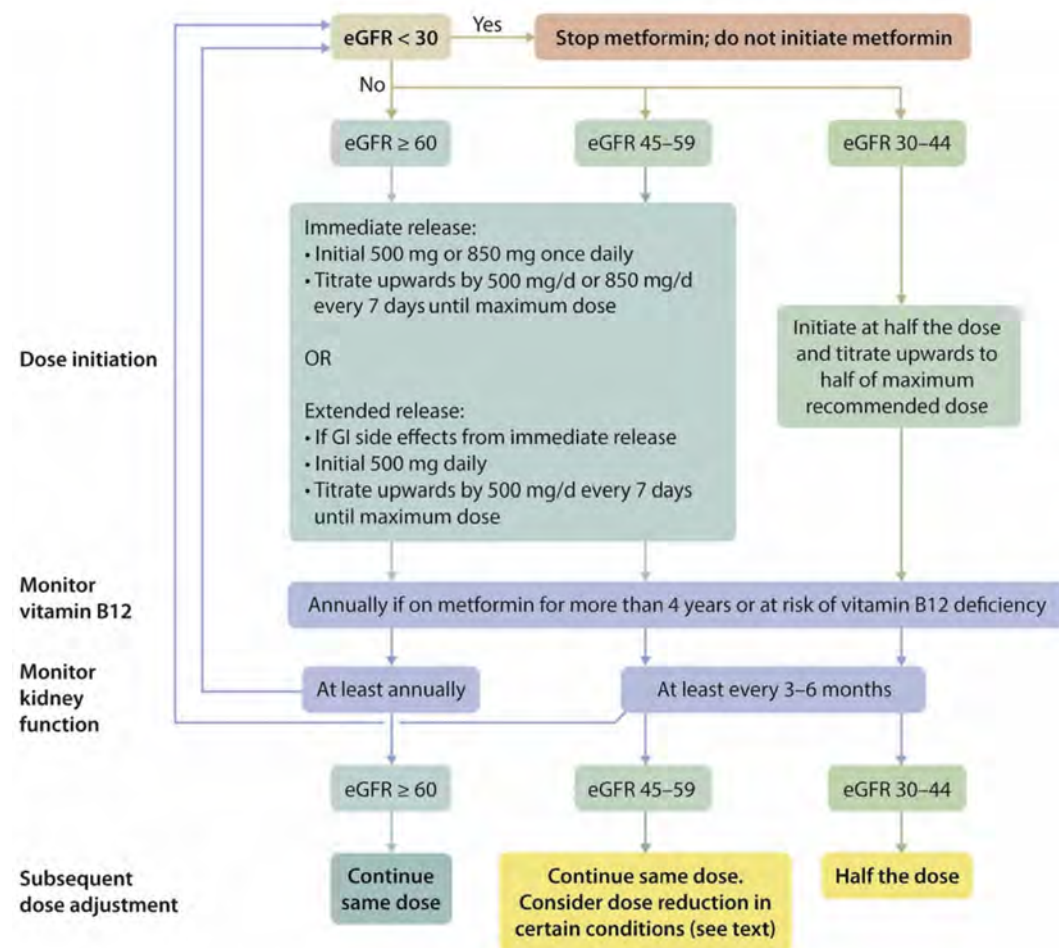 eGFR < 30
Yes
Stop metformin; do not initiate metformin
No
eGFR ≥ 60
eGFR 45–59
eGFR 30–44
Dose initiation
Immediate release:
• Initial 500 mg or 850 mg once daily
• Titrate upwards by 500 mg/d or 850 mg/d
every 7 days until maximum dose
OR
Extended release:
• If GI side effects from immediate release
• Initial 500 mg daily
• Titrate upwards by 500 mg/d every 7 days
until maximum dose
Initiate at half the dose
and titrate upwards to
half of maximum
recommended dose
Monitor
vitamin B12
Annually if on metformin for more than 4 years or at risk of vitamin B12 deficiency
Monitor
kidney
function
At least annually
At least every 3–6 months
eGFR ≥ 60
eGFR 45–59
eGFR 30–44
Subsequent
dose adjustment
Continue
same dose
Continue same dose.
Consider dose reduction in
certain conditions (see text)
Half the dose